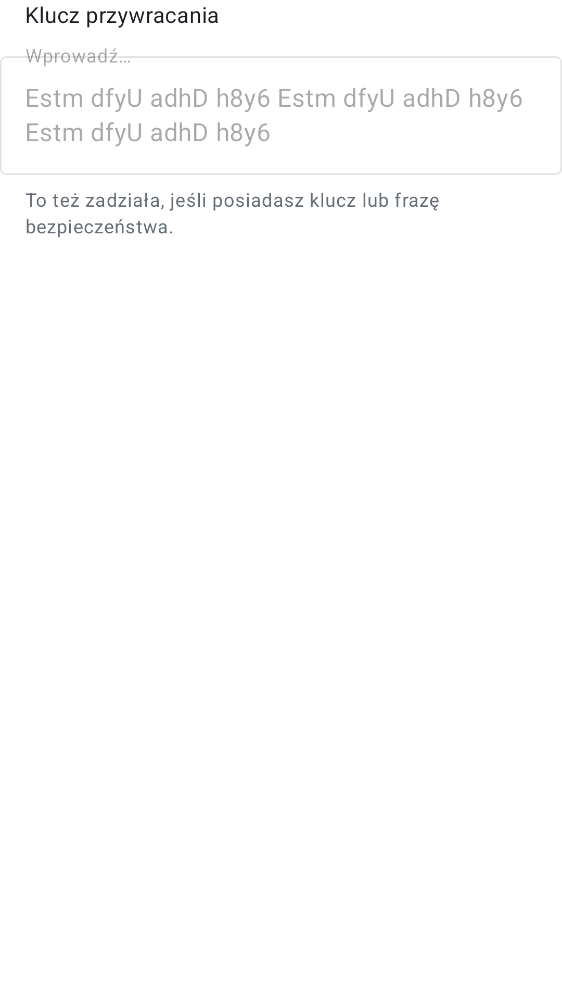 Klucz przywracania
Wprowadź...
Estm dfyU adhD h8y6 Estm dfyU adhD h8y6
Estm dfyU adhD h8y6
To też zadziała, jeśli posiadasz klucz lub frazę
bezpieczeństwa.